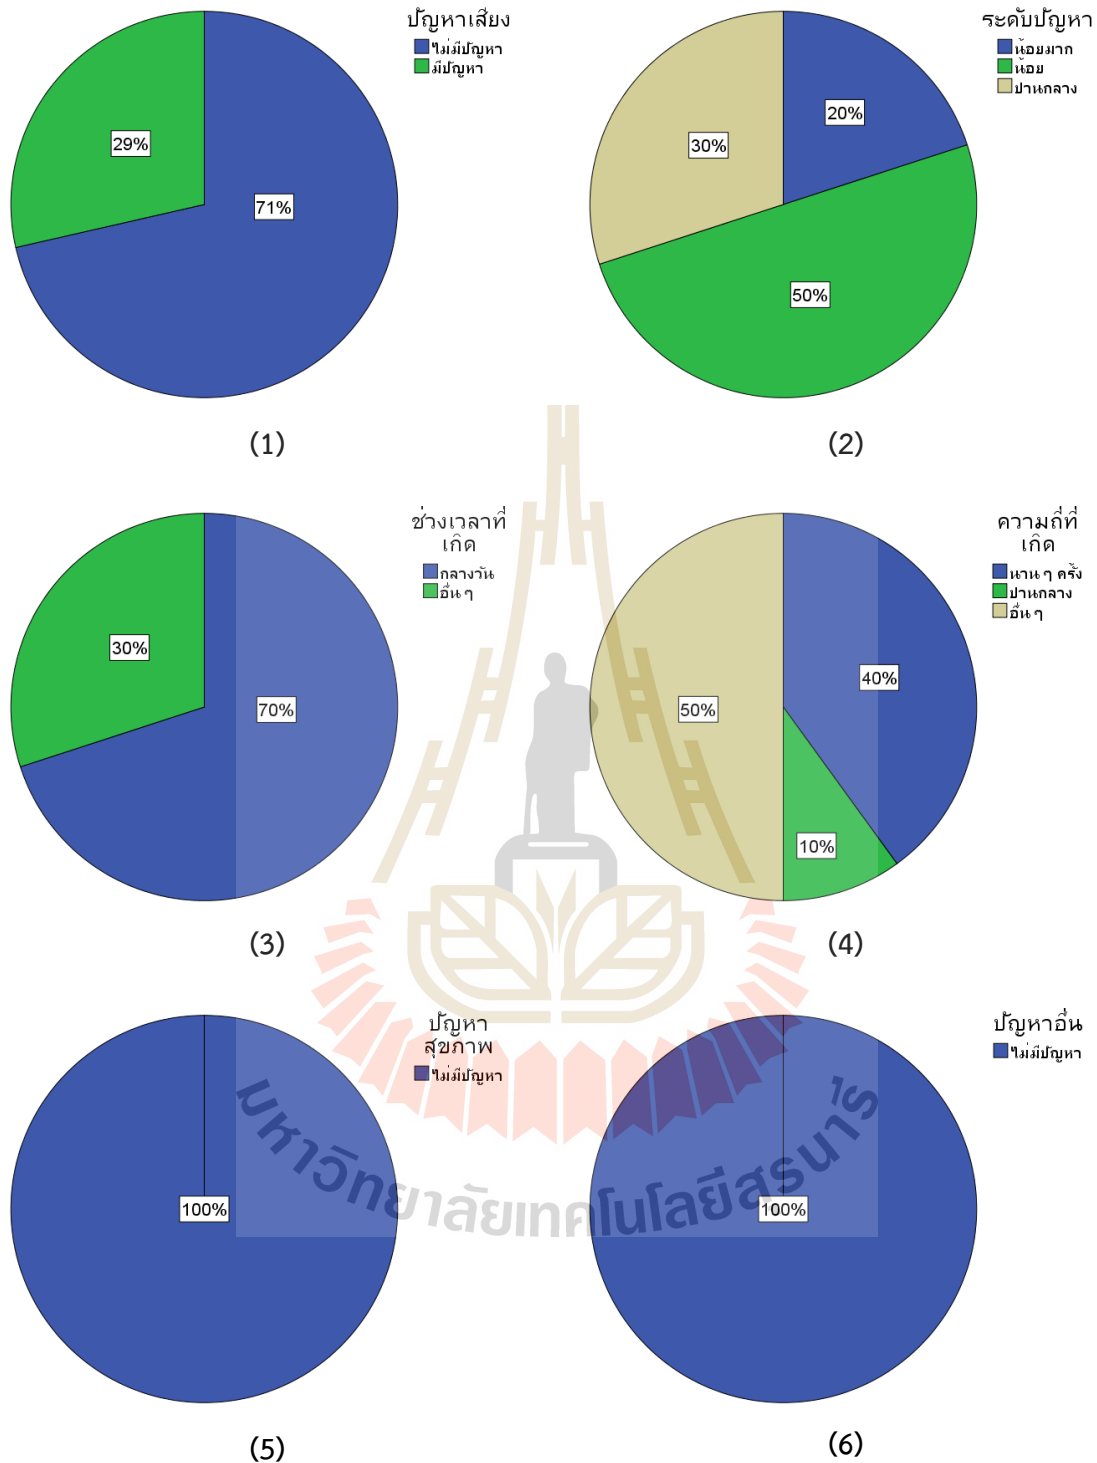 ปัญหาเสียง
ไม่มีปัญหา
มีปัญหา
29%
71%
(1)
ระดับปัญหา
น้อยมาก
น้อย
ปานกลาง
20%
30%
50%
(2)
ช่วงเวลาที่
เกิด
กลางวัน
อื่น ๆ
30%
70%
(3)
ความถี่ที่
เกิด
นาน ๆ ครั้ง
ปานกลาง
อื่น ๆ
40%
50%
10%
(4)
ปัญหา
สุขภาพ
ไม่มีปัญหา
100%
(5)
ปัญหาอื่น
ไม่มีปัญหา
100%
(6)
มหาวิทยาลัยเทคโนโลยีสุรนารี